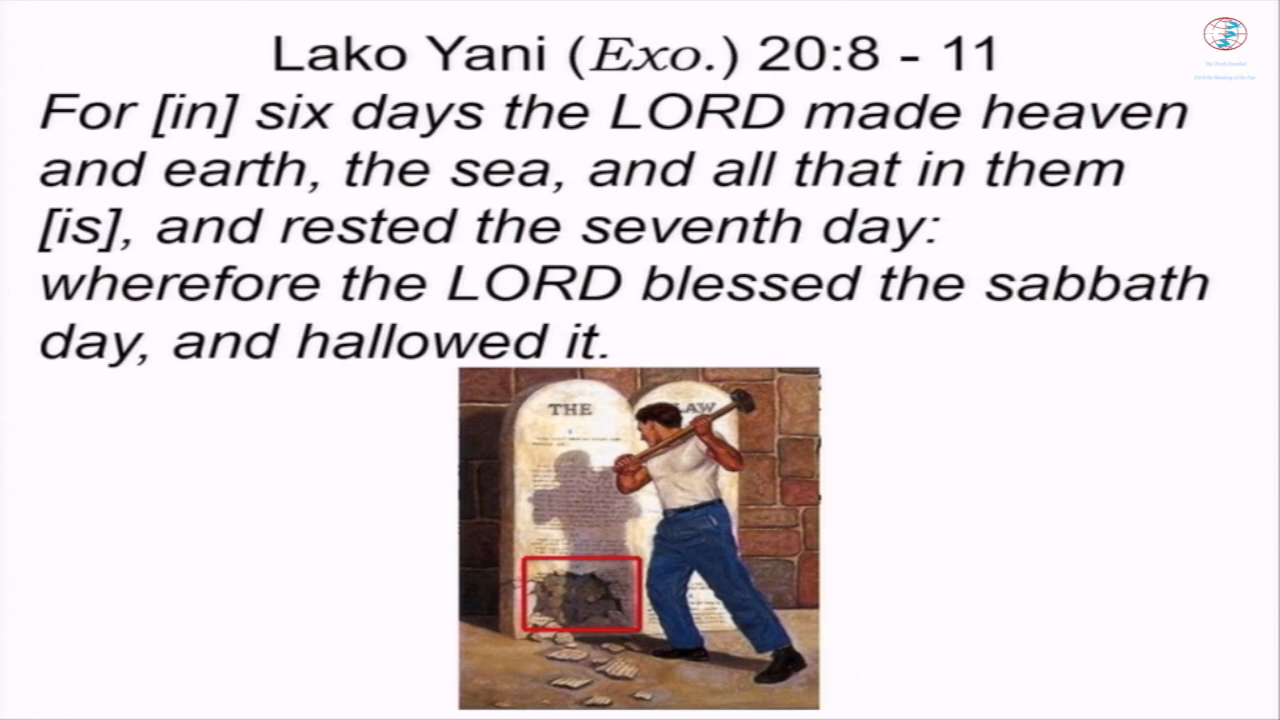 Lako Yani (Exo.) 20:8 - 11
For [in] six days the LORD made heaven
and earth, the sea, and all that in them
[is], and rested the seventh day:
wherefore the LORD blessed the sabbath
day, and hallowed it.
THE LAW